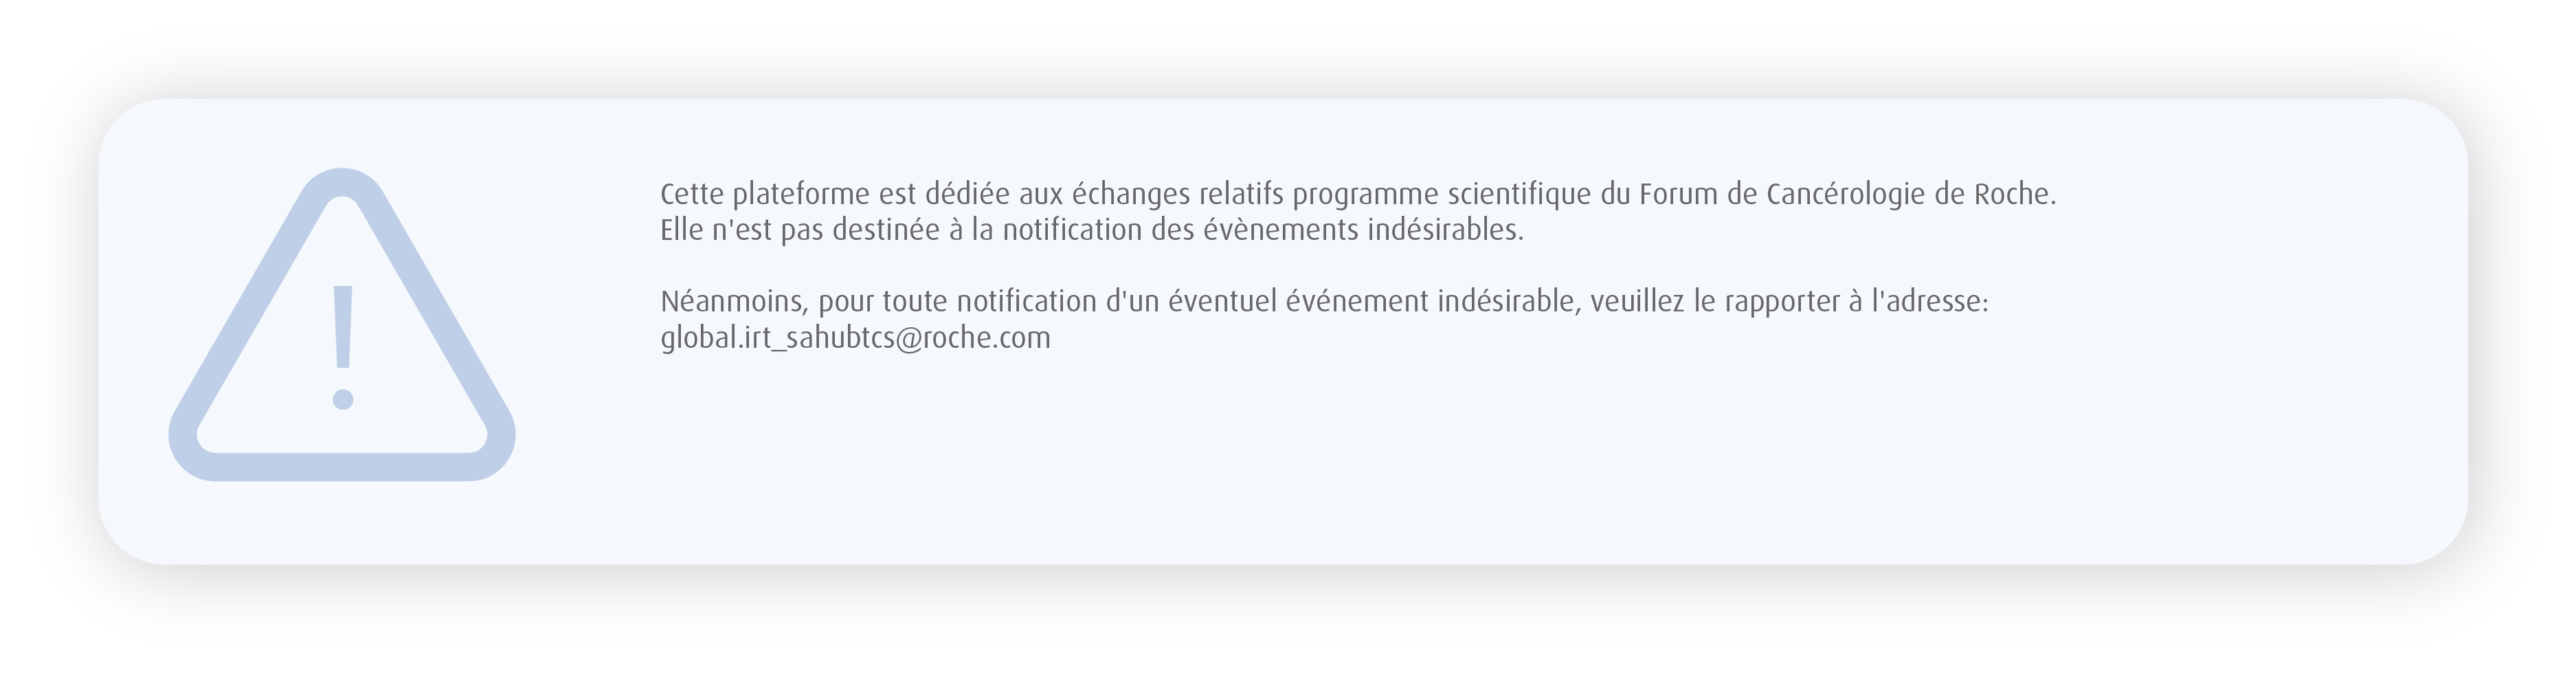 Cette plateforme est dédiée aux échanges relatifs programme scientifique du Forum de Cancérologie de Roche.
Elle n'est pas destinée à la notification des évènements indésirables.
Néanmoins, pour toute notification d'un éventuel événement indésirable, veuillez le rapporter à l'adresse:
global.irt_sahubtcs@roche.com